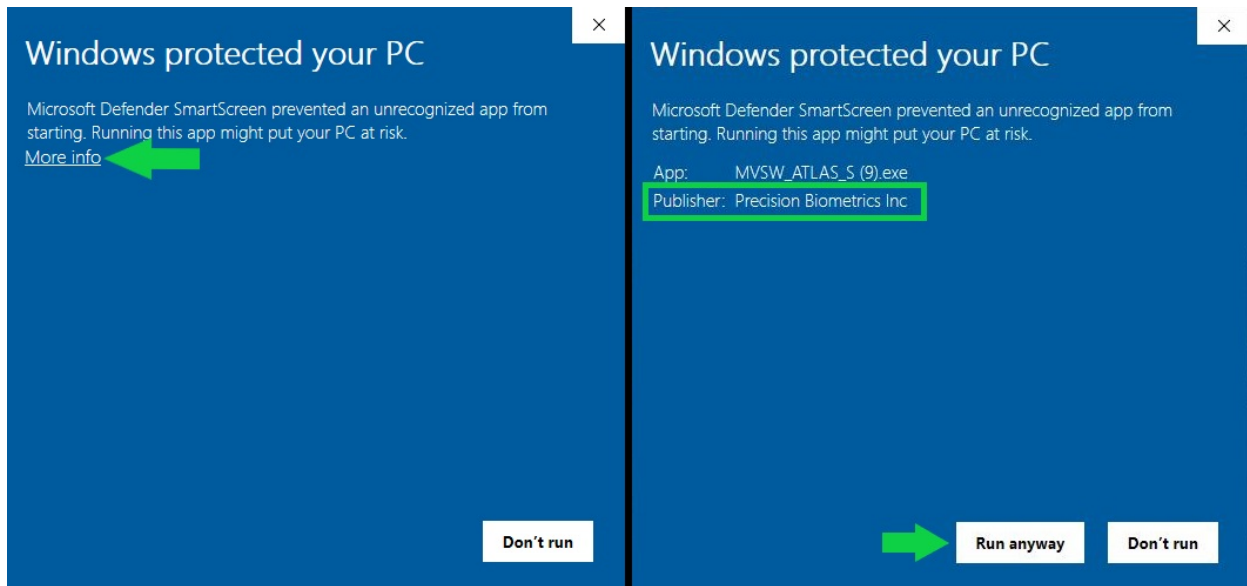 Windows protected your PC
Microsoft Defender SmartScreen prevented an unrecognized app from
starting. Running this app might put your PC at risk.
More info
Don't run
Windows protected your PC
Microsoft Defender SmartScreen prevented an unrecognized app from
starting. Running this app might put your PC at risk.
App: MVSW_ATLAS_S (9).exe
Publisher: Precision Biometrics Inc
Run anyway Don't run